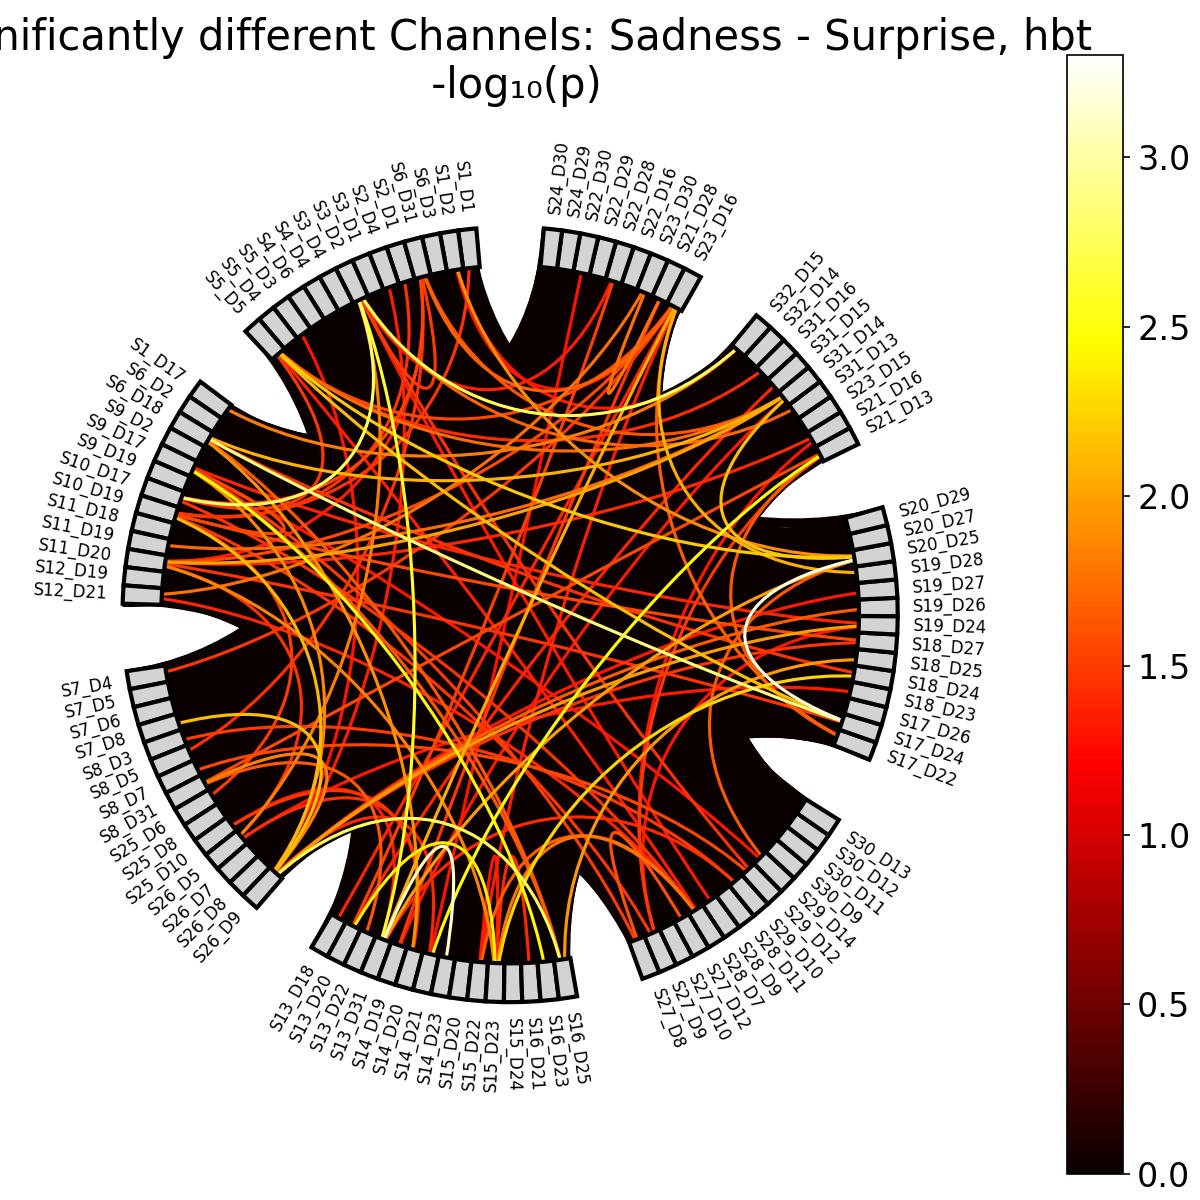 nificantly different Channels: Sadness - Surprise, hbt
-log₁₀(p)
S1_D1
S1_D2
S6_D3
S6_D31
S2_D1
S2_D4
S3_D1
S3_D2
S3_D4
S4_D4
S4_D6
S5_D3
S5_D4
S5_D5
S1_D17
S6_D2
S6_D18
S9_D2
S9_D17
S9_D19
S10_D17
S10_D19
S11_D18
S11_D19
S11_D20
S12_D19
S12_D21
S7_D4
S7_D5
S7_D6
S7_D8
S8_D3
S8_D5
S8_D7
S8_D31
S25_D6
S25_D8
S25_D10
S26_D5
S26_D7
S26_D8
S26_D9
S13_D18
S13_D20
S13_D22
S13_D31
S14_D19
S14_D20
S14_D21
S14_D23
S15_D20
S15_D22
S15_D23
S15_D24
S16_D21
S16_D23
S16_D25
S27_D8
S27_D9
S27_D10
S27_D12
S28_D7
S28_D9
S28_D11
S29_D10
S29_D12
S29_D14
S30_D9
S30_D11
S30_D12
S30_D13
S17_D22
S17_D24
S17_D26
S18_D23
S18_D24
S18_D25
S18_D27
S19_D24
S19_D26
S19_D27
S19_D28
S20_D25
S20_D27
S20_D29
S21_D13
S21_D16
S23_D15
S31_D13
S31_D14
S31_D15
S31_D16
S32_D14
S32_D15
S23_D16
S21_D28
S23_D30
S22_D16
S22_D28
S22_D29
S22_D30
S24_D29
S24_D30
3.0
2.5
2.0
1.5
1.0
0.5
0.0